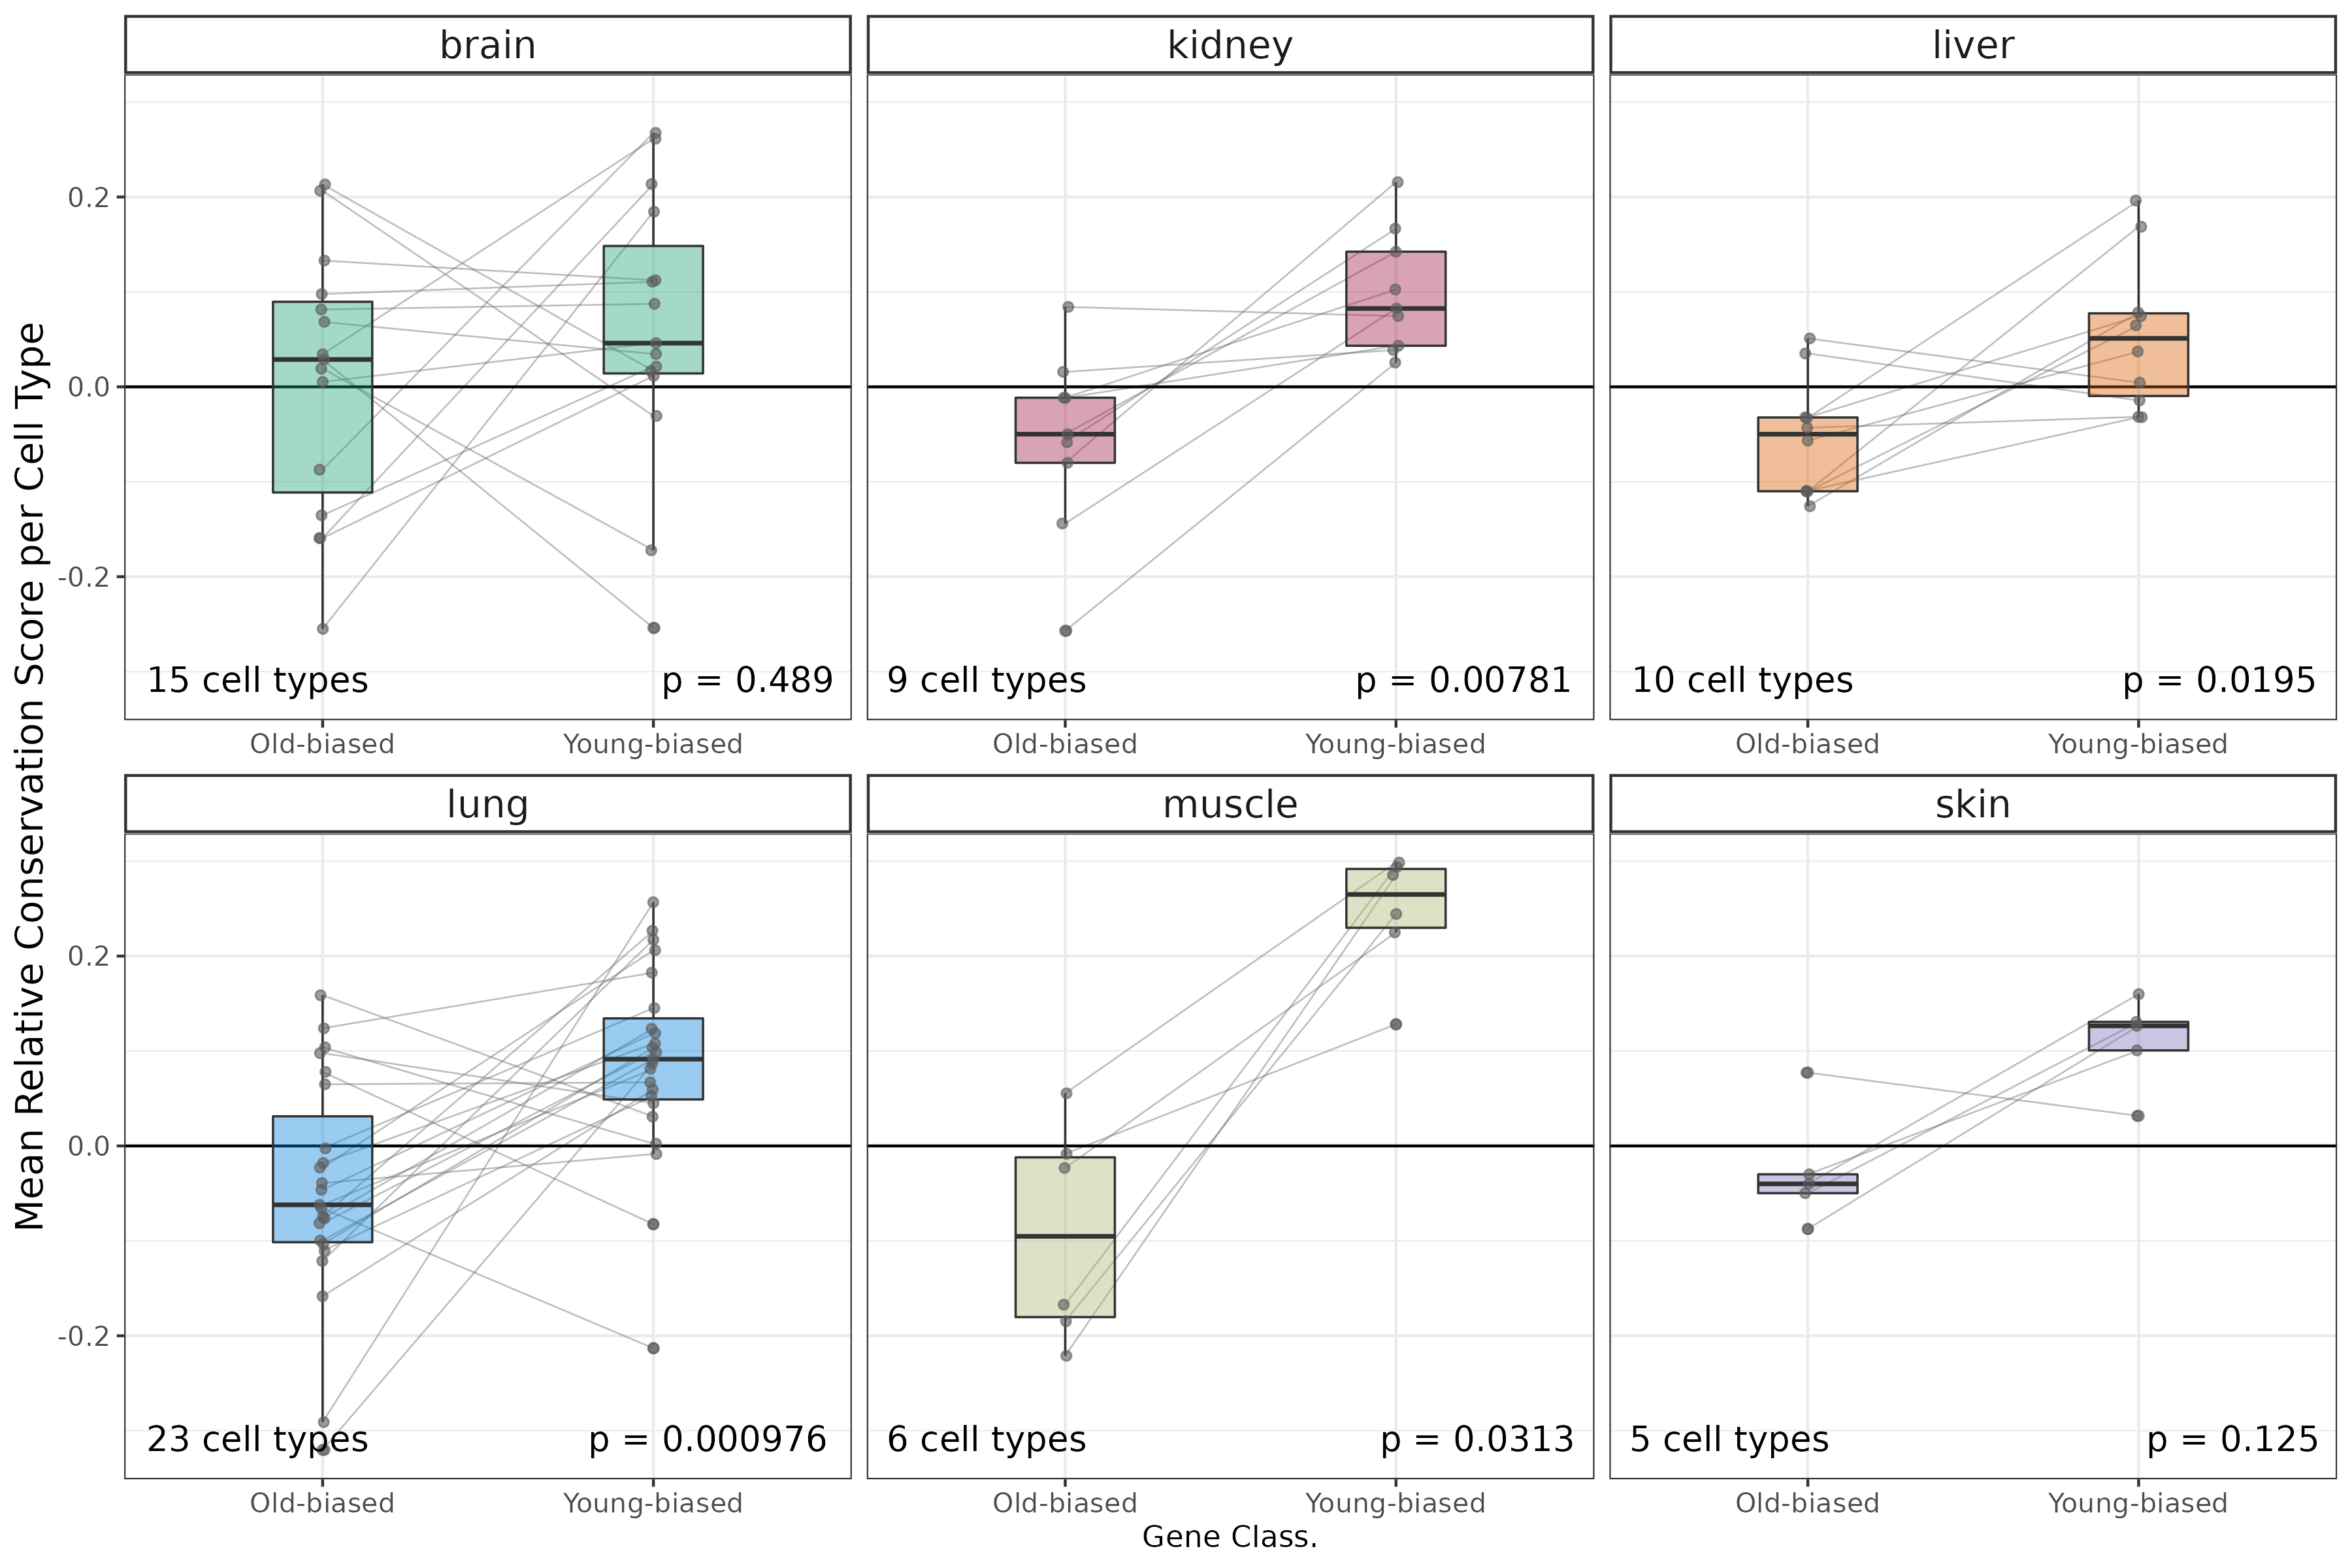 Mean Relative Conservation Score per Cell Type
brain
kidney
liver
0.2
0.0
-0.2
15 cell types
p = 0.489
9 cell types
p = 0.00781
10 cell types
p = 0.0195
Old-biased
Young-biased
Old-biased
Young-biased
Old-biased
Young-biased
lung
muscle
skin
0.2
0.0
-0.2
23 cell types
p = 0.000976
6 cell types
p = 0.0313
5 cell types
p = 0.125
Old-biased
Young-biased
Old-biased
Young-biased
Old-biased
Young-biased
Gene Class.